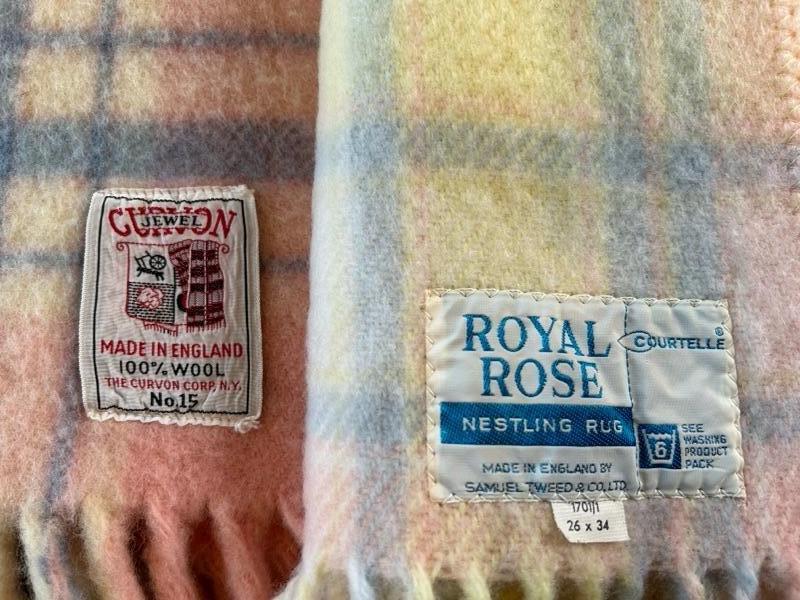 CURVON
JEWEL
MADE IN ENGLAND
100% WOOL
THE CURVON CORP. N.Y.
No.15
ROYAL
ROSE
NESTLING RUG
MADE IN ENGLAND BY
SAMUEL TWEED & CO. LTD.
COURTELLE®
6
SEE
WASHING
PRODUCT
PACK
1701/1
26 x 34